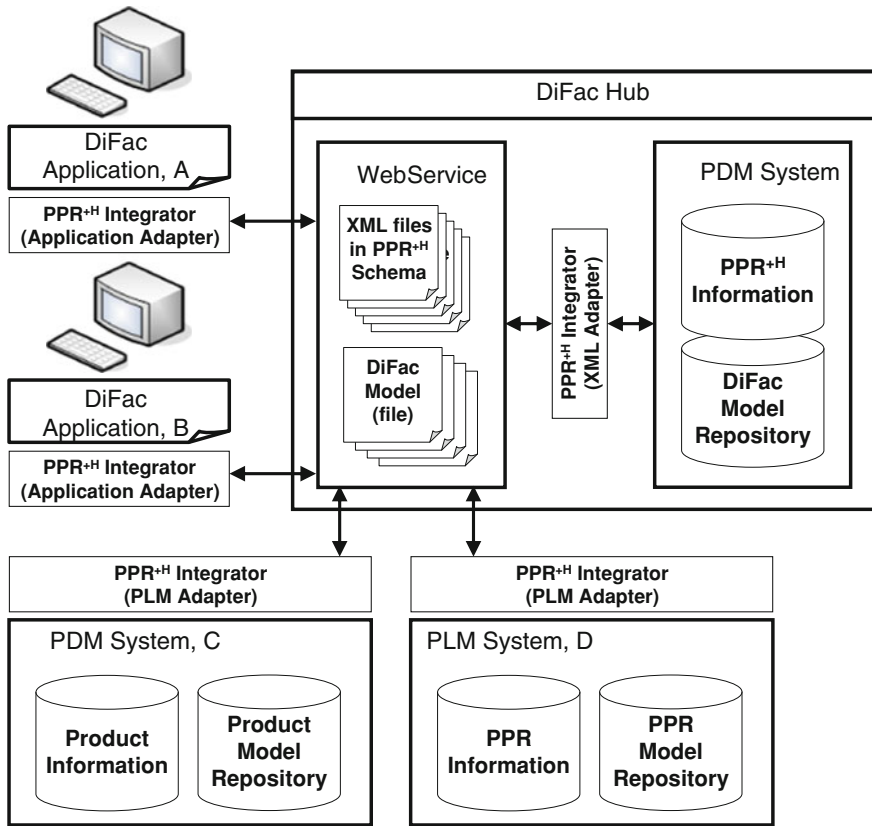 DiFac Hub
DiFac
Application, A
PPR+H Integrator
(Application Adapter)
DiFac
Application, B
PPR+H Integrator
(Application Adapter)
WebService
XML files
in PPR+H
Schema
e
DiFac
Model
(file)
PPR+H Integrator
(XML Adapter)
PDM System
PPR+H
Information
DiFac
Model
Repository
PPR+H Integrator
(PLM Adapter)
PDM System, C
Product
Information
Product
Model
Repository
PPR+H Integrator
(PLM Adapter)
PLM System, D
PPR
Information
PPR
Model
Repository